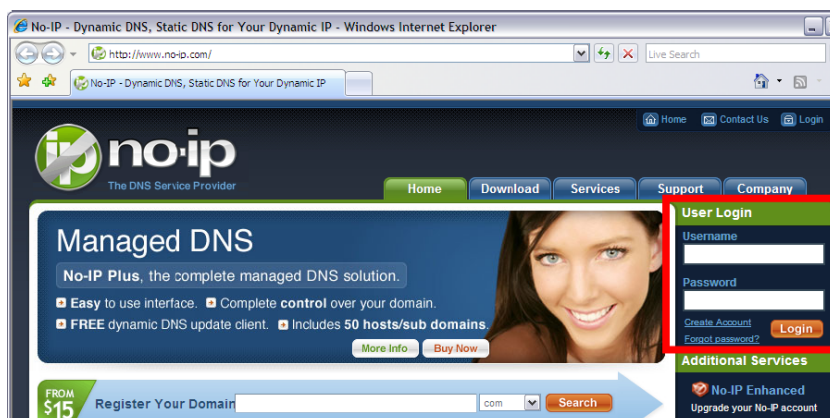 No-IP - Dynamic DNS, Static DNS for Your Dynamic IP - Windows Internet Explorer
http://www.no-ip.com/
Live Search
No-IP - Dynamic DNS, Static DNS for Your Dynamic IP
Home Contact Us Login
ip no·ip
The DNS Service Provider
Home Download Services Support Company
User Login
Username
Password
Create Account
Forgot password?
Login
Managed DNS
No-IP Plus, the complete managed DNS solution.
Easy to use interface. Complete control over your domain.
FREE dynamic DNS update client. Includes 50 hosts/sub domains.
More Info Buy Now
Additional Services
No-IP Enhanced
Upgrade your No-IP account
FROM
$15
Register Your Domain
com
Search